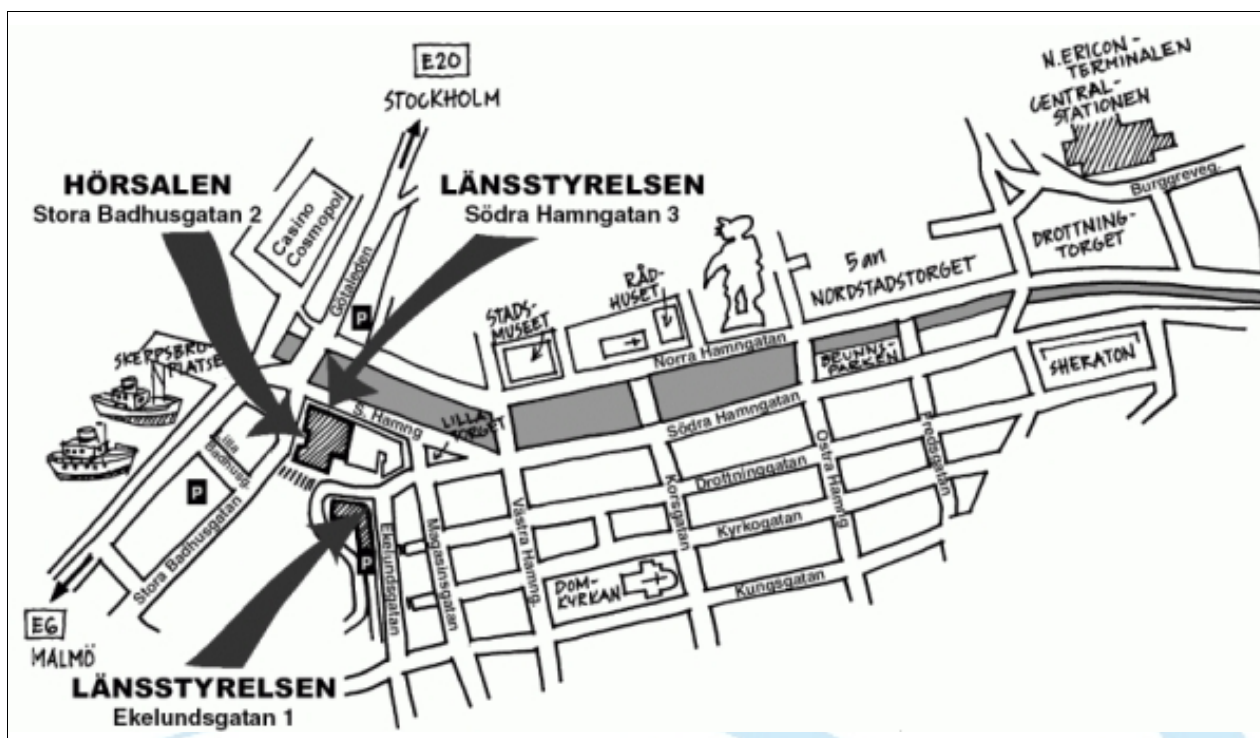 E20
STOCKHOLM
N. ERICON-
TERMINALEN
CENTRAL-
STATIONEN
HÖRSALEN
Stora Badhusgatan 2
LÄNSSTYRELSEN
Södra Hamngatan 3
Burggreveg.
Casino
Cosmopol
Götaleden
P
DROTTNING-
TORGET
5an
NORDSTADSTORGET
STADS-
MUSEET
RÅD-
HUSET
SKEPPSBRO-
PLATSE
Norra Hamngatan
BRUNNS-
PARKEN
SHERATON
S. Hamng
LILLA
TORGET
Södra Hamngatan
Lilla
Badhusg.
P
Stora Badhusgatan
Drottninggatan
Östra Hamng
Fredsgatan
Korsgatan
Kyrkogatan
Västra Hamng.
Magasinsgatan
Ekelundsgatan
P
DOM-
KYRKAN
Kungsgatan
E6
MALMÖ
LÄNSSTYRELSEN
Ekelundsgatan 1